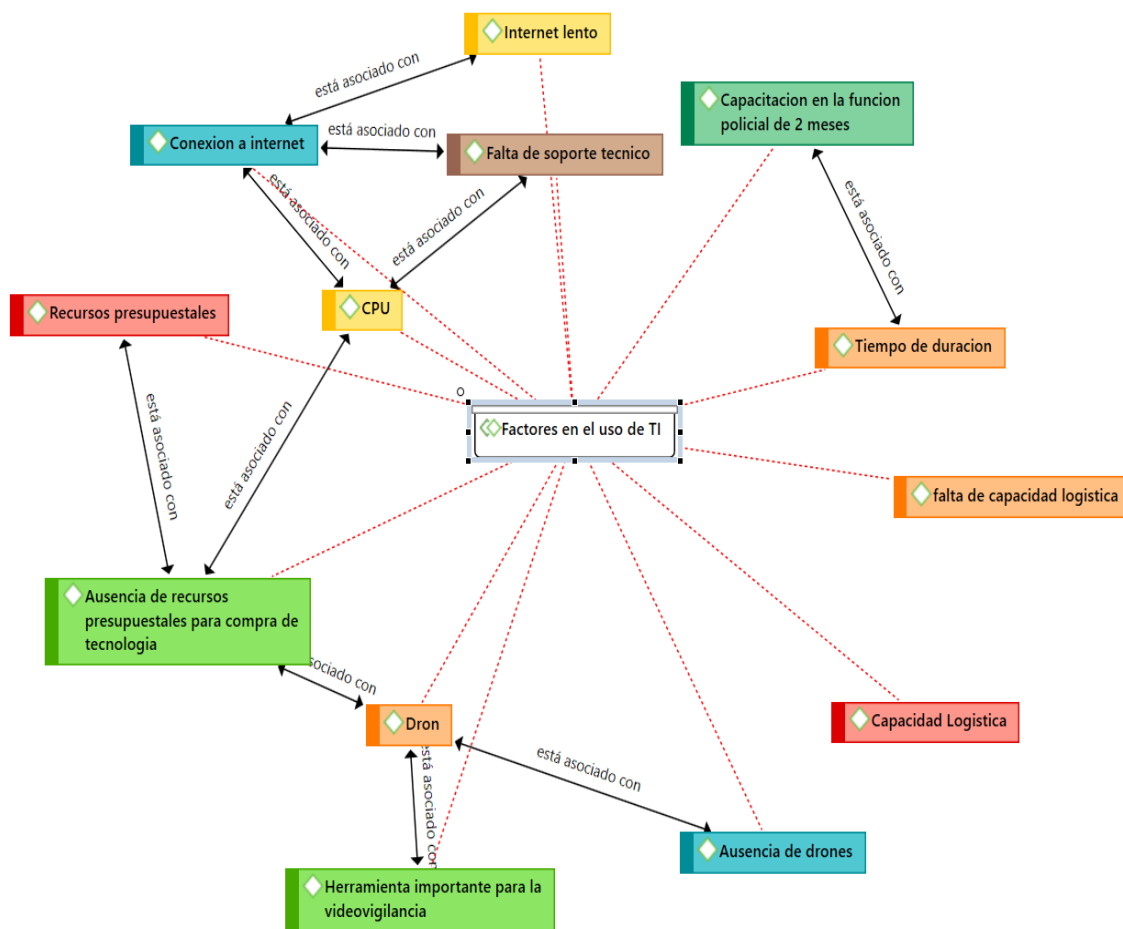 Internet lento
está asociado con
Capacitacion en la funcion
policial de 2 meses
Conexion a internet
está asociado con
Falta de soporte tecnico
está asociado con
está asociado con
está asociado con
Recursos presupuestales
CPU
Tiempo de duracion
o
está asociado con
está asociado con
Factores en el uso de TI
falta de capacidad logistica
Ausencia de recursos
presupuestales para compra de
tecnologia
sociado con
Dron
Capacidad Logistica
está asociado con
está asociado con
Ausencia de drones
Herramienta importante para la
videovigilancia